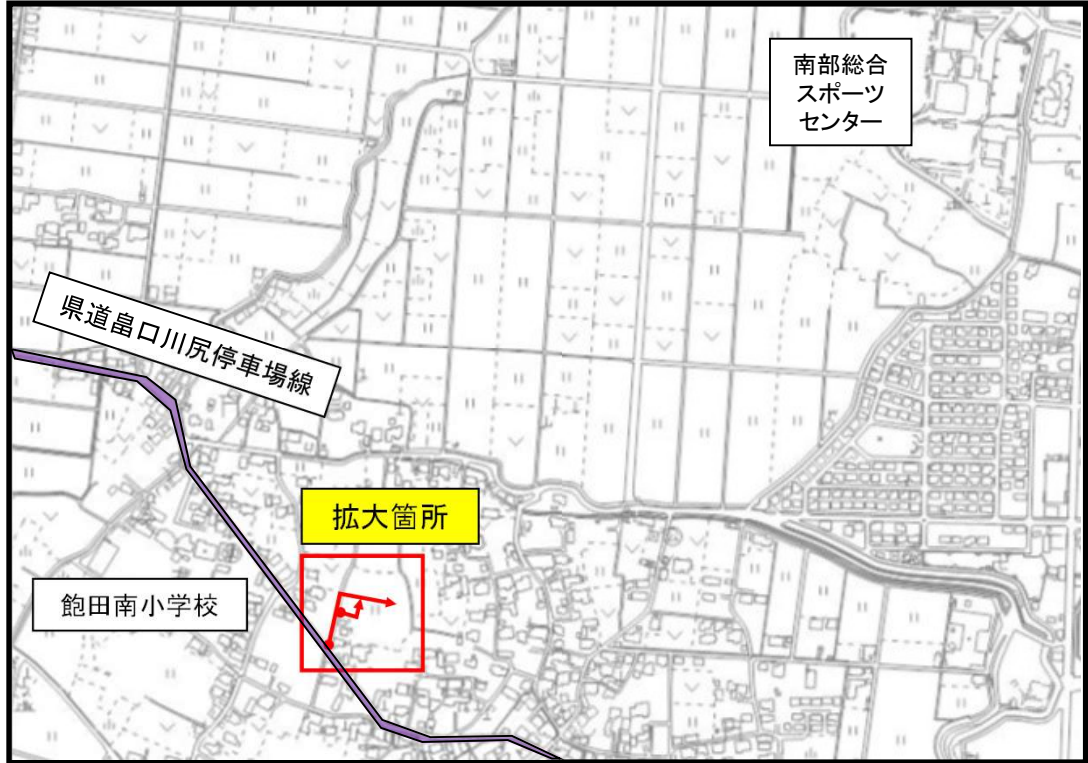 南部総合
スポーツ
センター
県道畠口川尻停車場線
拡大箇所
飽田南小学校